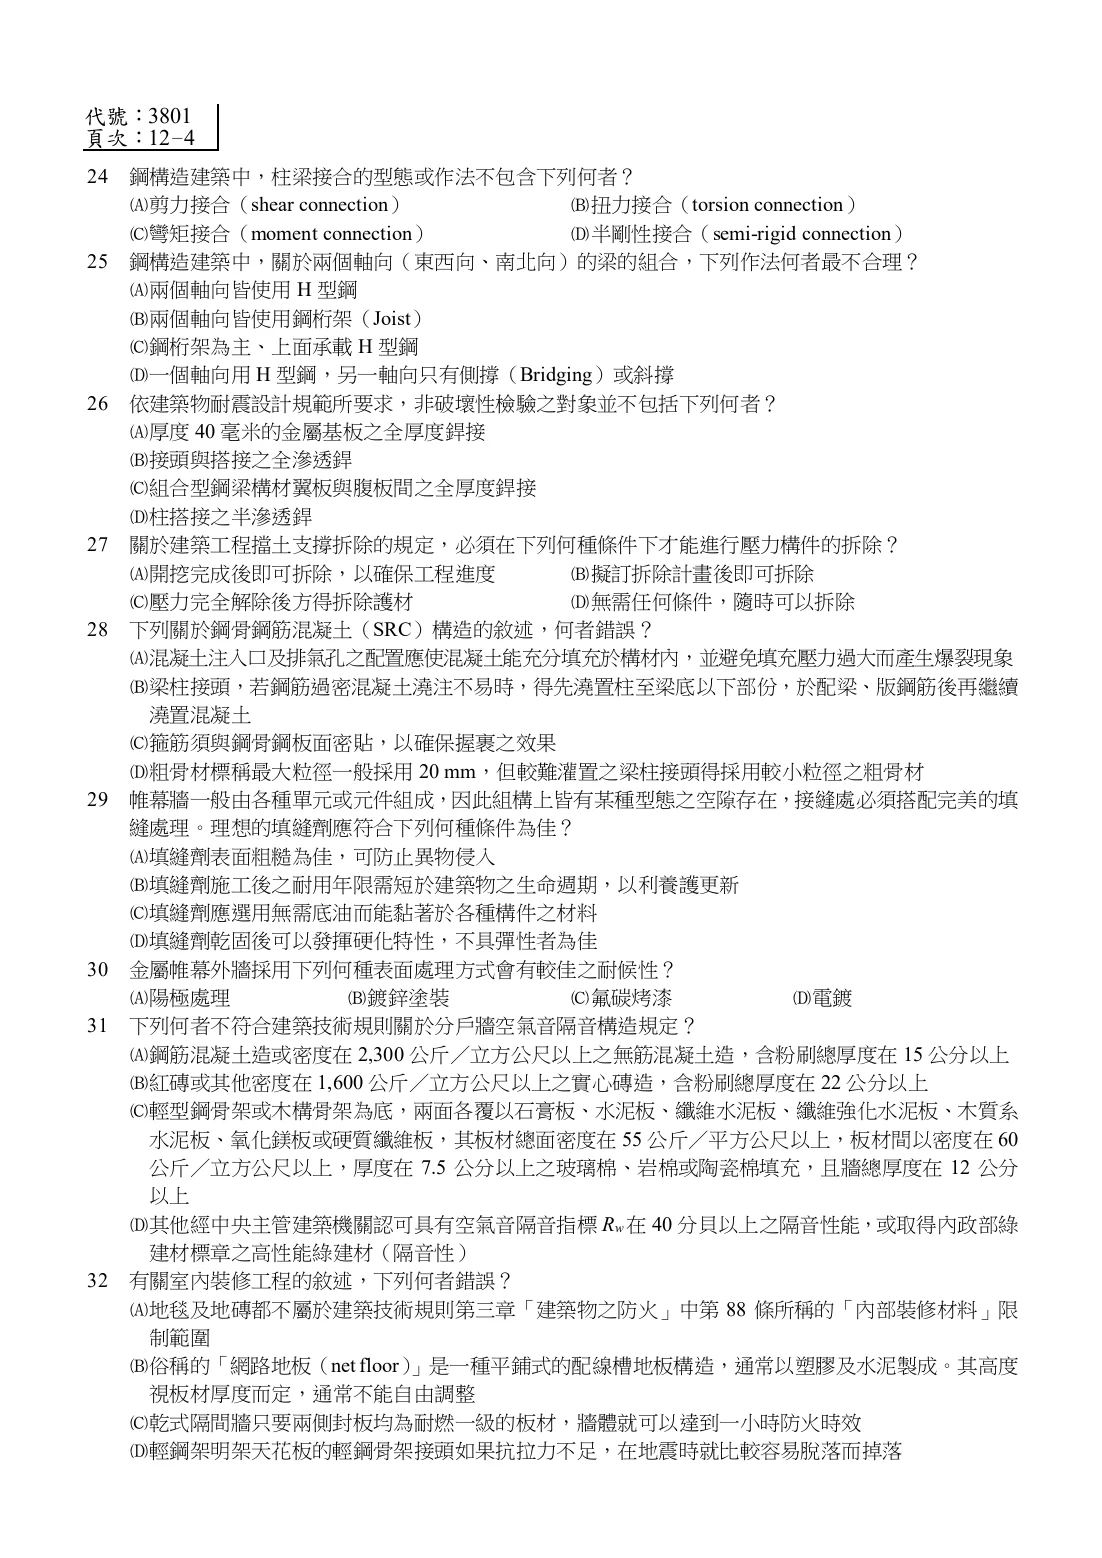 代號：3801
頁次：12－4
24 鋼構造建築中，柱梁接合的型態或作法不包含下列何者？
(A)剪力接合（shear connection） (B)扭力接合（torsion connection）
(C)彎矩接合（moment connection） (D)半剛性接合（semi-rigid connection）
25 鋼構造建築中，關於兩個軸向（東西向、南北向）的梁的組合，下列作法何者最不合理？
(A)兩個軸向皆使用 H 型鋼
(B)兩個軸向皆使用鋼桁架（Joist）
(C)鋼桁架為主、上面承載 H 型鋼
(D)一個軸向用 H 型鋼，另一軸向只有側撐（Bridging）或斜撐
26 依建築物耐震設計規範所要求，非破壞性檢驗之對象並不包括下列何者？
(A)厚度 40 毫米的金屬基板之全厚度銲接
(B)接頭與搭接之全滲透銲
(C)組合型鋼梁構材翼板與腹板間之全厚度銲接
(D)柱搭接之半滲透銲
27 關於建築工程擋土支撐拆除的規定，必須在下列何種條件下才能進行壓力構件的拆除？
(A)開挖完成後即可拆除，以確保工程進度 (B)擬訂拆除計畫後即可拆除
(C)壓力完全解除後方得拆除護材 (D)無需任何條件，隨時可以拆除
28 下列關於鋼骨鋼筋混凝土（SRC）構造的敘述，何者錯誤？
(A)混凝土注入口及排氣孔之配置應使混凝土能充分填充於構材內，並避免填充壓力過大而產生爆裂現象
(B)梁柱接頭，若鋼筋過密混凝土澆注不易時，得先澆置柱至梁底以下部份，於配梁、版鋼筋後再繼續
澆置混凝土
(C)箍筋須與鋼骨鋼板面密貼，以確保握裹之效果
(D)粗骨材標稱最大粒徑一般採用 20 mm，但較難灌置之梁柱接頭得採用較小粒徑之粗骨材
29 帷幕牆一般由各種單元或元件組成，因此組構上皆有某種型態之空隙存在，接縫處必須搭配完美的填
縫處理。理想的填縫劑應符合下列何種條件為佳？
(A)填縫劑表面粗糙為佳，可防止異物侵入
(B)填縫劑施工後之耐用年限需短於建築物之生命週期，以利養護更新
(C)填縫劑應選用無需底油而能黏著於各種構件之材料
(D)填縫劑乾固後可以發揮硬化特性，不具彈性者為佳
30 金屬帷幕外牆採用下列何種表面處理方式會有較佳之耐候性？
(A)陽極處理 (B)鍍鋅塗裝 (C)氟碳烤漆 (D)電鍍
31 下列何者不符合建築技術規則關於分戶牆空氣音隔音構造規定？
(A)鋼筋混凝土造或密度在 2,300 公斤／立方公尺以上之無筋混凝土造，含粉刷總厚度在 15 公分以上
(B)紅磚或其他密度在 1,600 公斤／立方公尺以上之實心磚造，含粉刷總厚度在 22 公分以上
(C)輕型鋼骨架或木構骨架為底，兩面各覆以石膏板、水泥板、纖維水泥板、纖維強化水泥板、木質系
水泥板、氧化鎂板或硬質纖維板，其板材總面密度在 55 公斤／平方公尺以上，板材間以密度在 60
公斤／立方公尺以上，厚度在 7.5 公分以上之玻璃棉、岩棉或陶瓷棉填充，且牆總厚度在 12 公分
以上
(D)其他經中央主管建築機關認可具有空氣音隔音指標 Rw 在 40 分貝以上之隔音性能，或取得內政部綠
建材標章之高性能綠建材（隔音性）
32 有關室內裝修工程的敘述，下列何者錯誤？
(A)地毯及地磚都不屬於建築技術規則第三章「建築物之防火」中第 88 條所稱的「內部裝修材料」限
制範圍
(B)俗稱的「網路地板（net floor）」是一種平鋪式的配線槽地板構造，通常以塑膠及水泥製成。其高度
視板材厚度而定，通常不能自由調整
(C)乾式隔間牆只要兩側封板均為耐燃一級的板材，牆體就可以達到一小時防火時效
(D)輕鋼架明架天花板的輕鋼骨架接頭如果抗拉力不足，在地震時就比較容易脫落而掉落